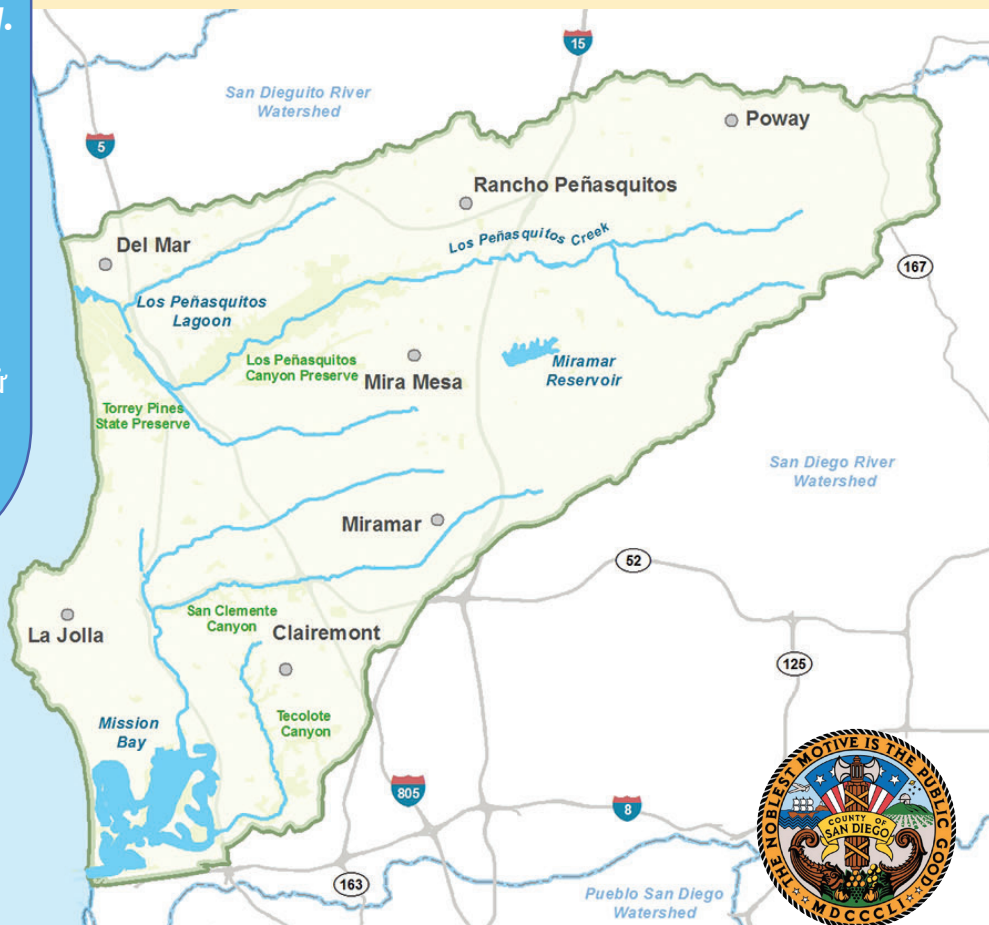 15
San Dieguito River
Watershed
Poway
5
Rancho Peñasquitos
Los Peñasquitos Creek
Del Mar
167
Los Peñasquitos
Lagoon
Los Peñasquitos
Canyon Preserve
Mira Mesa
Miramar
Reservoir
Torrey Pines
State Preserve
San Diego River
Watershed
Miramar
52
San Clemente
Canyon
La Jolla
Clairemont
125
Mission
Bay
Tecolote
Canyon
805
8
163
Pueblo San Diego
Watershed
THE NOBLEST MOTIVE IS THE PUBLIC GOOD
COUNTY OF
SAN DIEGO
MDCCCLI